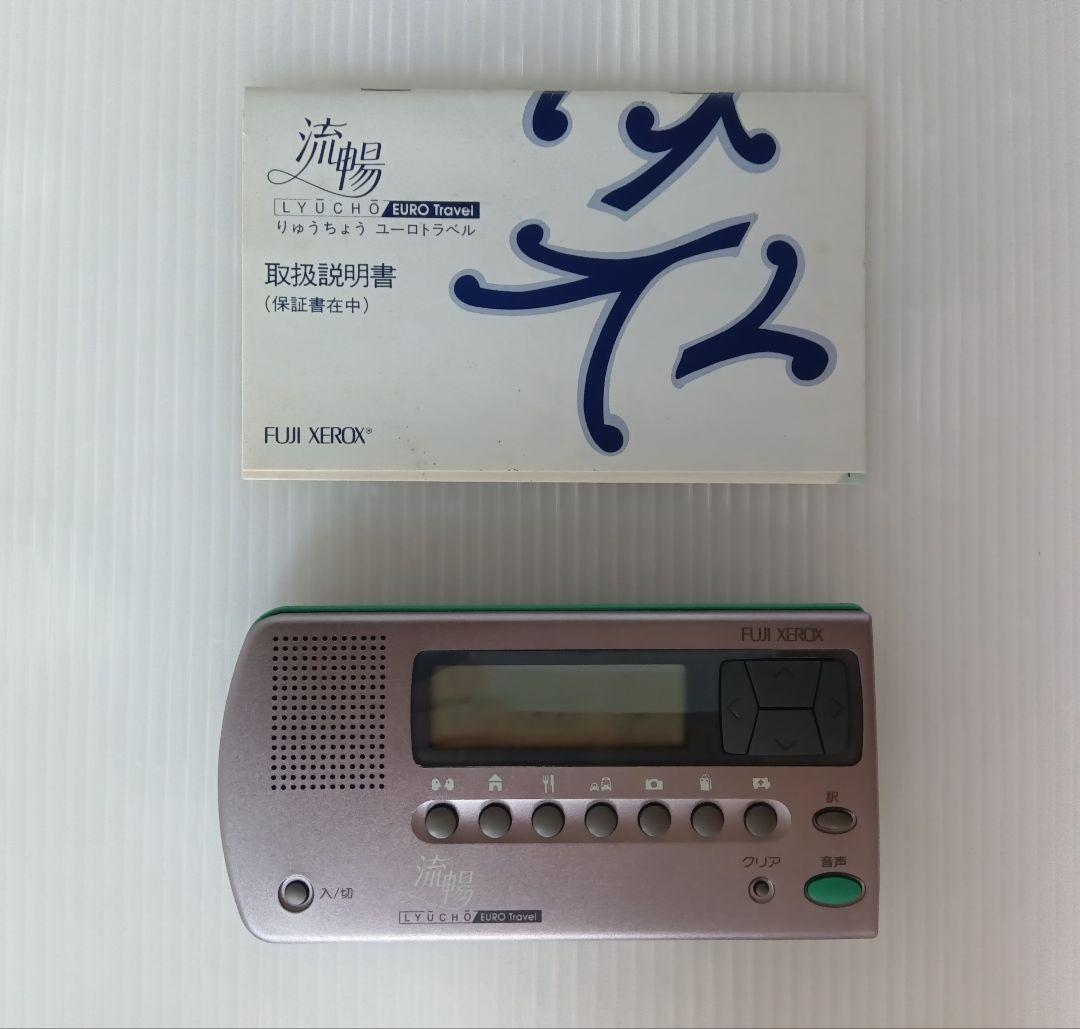 流暢
LYŪCHŌ EURO Travel
りゅうちょう ユーロトラベル
取扱説明書
(保証書在中)
FUJI XEROX®
FUJI XEROX
訳
流暢
LYŪCHŌ EURO Travel
入/切
クリア
音声